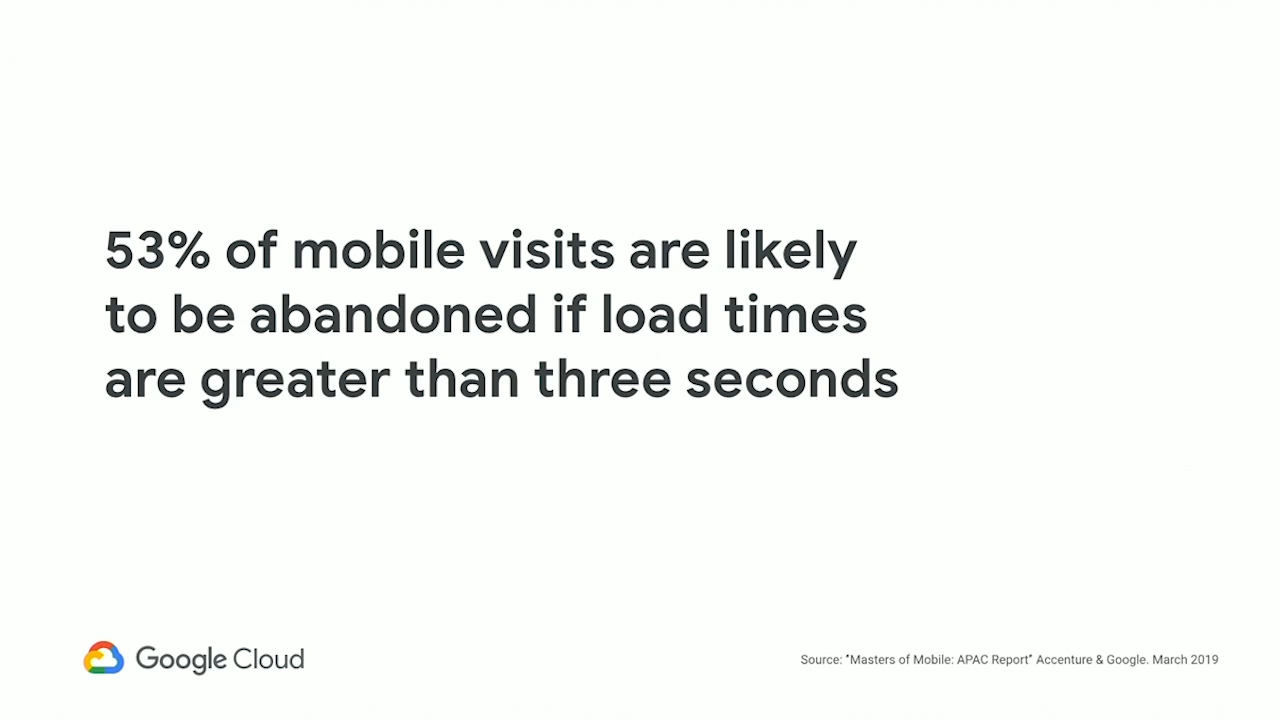 53% of mobile visits are likely
to be abandoned if load times
are greater than three seconds
Google Cloud
Source: "Masters of Mobile: APAC Report" Accenture & Google. March 2019